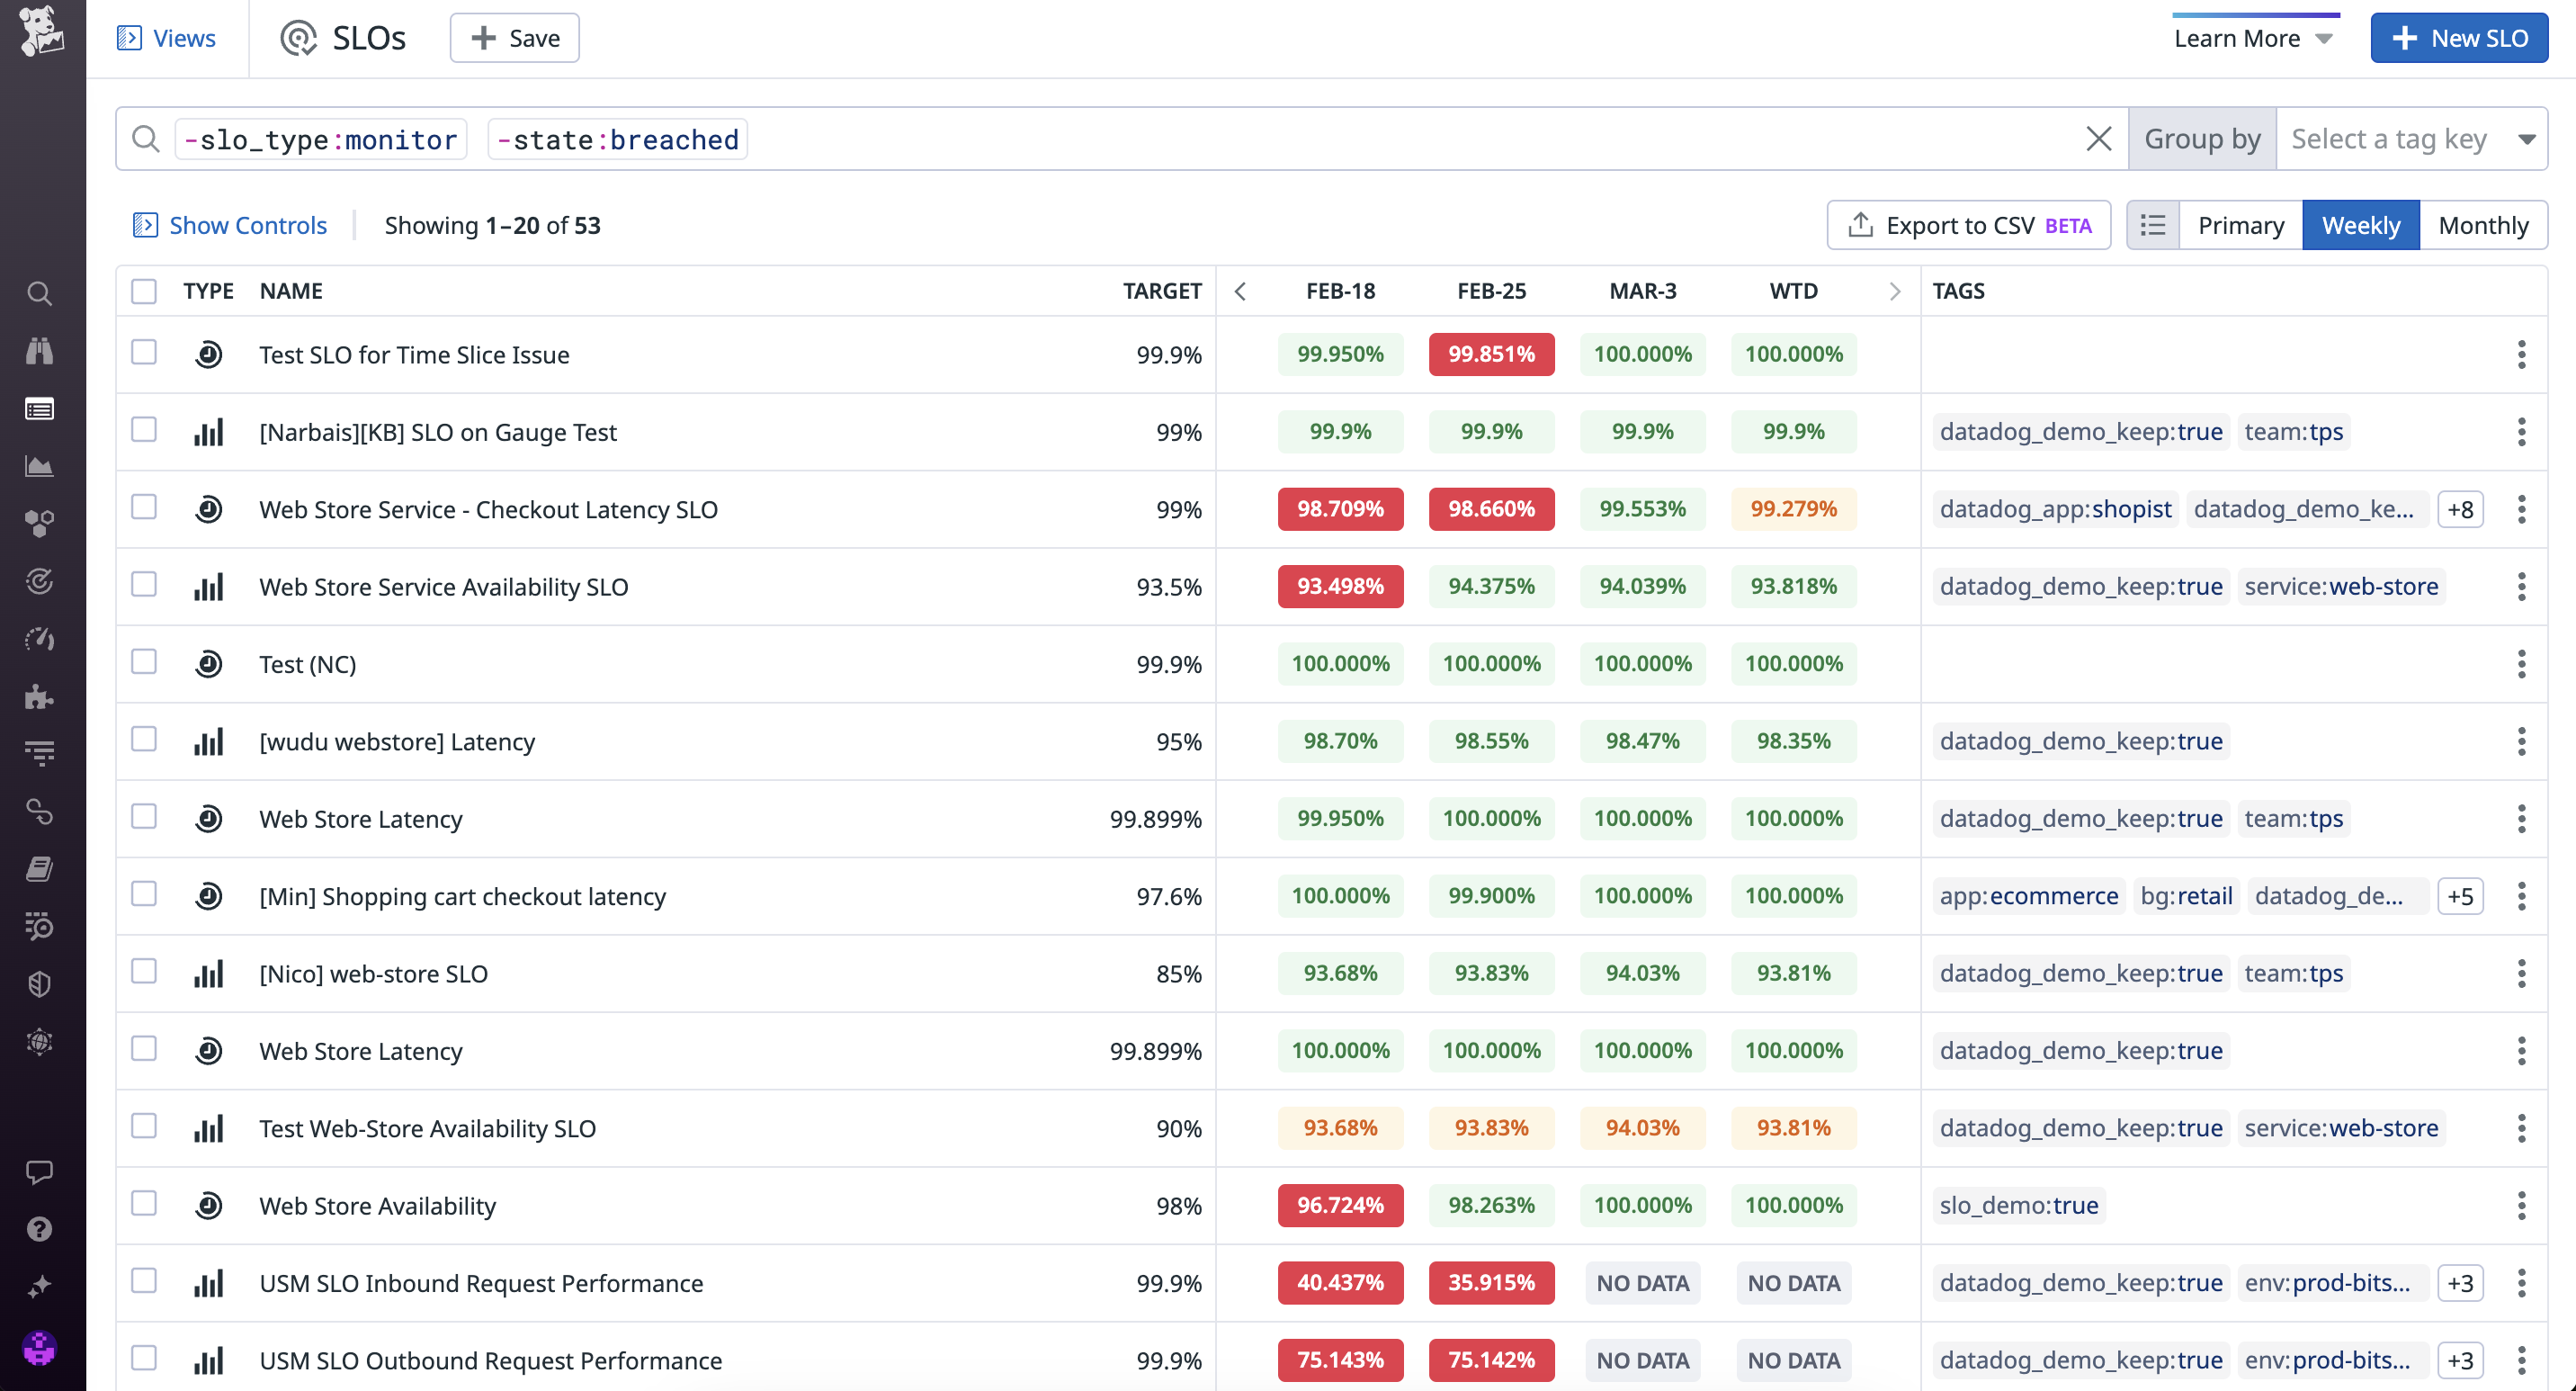 Views SLOs + Save Learn More + New SLO
-slo_type:monitor -state:breached Group by Select a tag key
Show Controls Showing 1–20 of 53 Export to CSV BETA Primary Weekly Monthly
TYPE NAME TARGET FEB-18 FEB-25 MAR-3 WTD TAGS
Test SLO for Time Slice Issue 99.9% 99.950% 99.851% 100.000% 100.000%
[Narbais][KB] SLO on Gauge Test 99% 99.9% 99.9% 99.9% 99.9% datadog_demo_keep:true team:tps
Web Store Service - Checkout Latency SLO 99% 98.709% 98.660% 99.553% 99.279% datadog_app:shopist datadog_demo_ke... +8
Web Store Service Availability SLO 93.5% 93.498% 94.375% 94.039% 93.818% datadog_demo_keep:true service:web-store
Test (NC) 99.9% 100.000% 100.000% 100.000% 100.000%
[wudu webstore] Latency 95% 98.70% 98.55% 98.47% 98.35% datadog_demo_keep:true
Web Store Latency 99.899% 99.950% 100.000% 100.000% 100.000% datadog_demo_keep:true team:tps
[Min] Shopping cart checkout latency 97.6% 100.000% 99.900% 100.000% 100.000% app:ecommerce bg:retail datadog_de... +5
[Nico] web-store SLO 85% 93.68% 93.83% 94.03% 93.81% datadog_demo_keep:true team:tps
Web Store Latency 99.899% 100.000% 100.000% 100.000% 100.000% datadog_demo_keep:true
Test Web-Store Availability SLO 90% 93.68% 93.83% 94.03% 93.81% datadog_demo_keep:true service:web-store
Web Store Availability 98% 96.724% 98.263% 100.000% 100.000% slo_demo:true
USM SLO Inbound Request Performance 99.9% 40.437% 35.915% NO DATA NO DATA datadog_demo_keep:true env:prod-bits... +3
USM SLO Outbound Request Performance 99.9% 75.143% 75.142% NO DATA NO DATA datadog_demo_keep:true env:prod-bits... +3